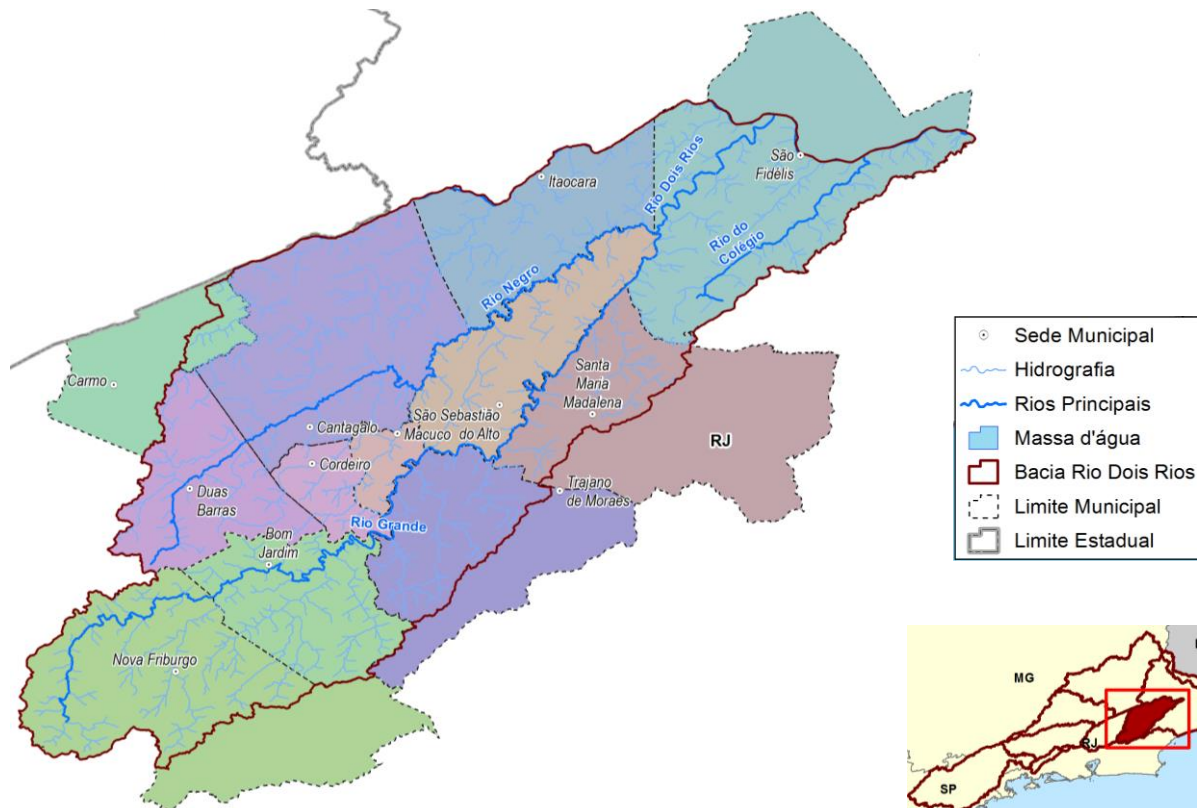 São
Fidélis
Itaocara
Rio Dois Rios
Rio do
Colégio
Rio Negro
Carmo
Santa
Maria
Madalena
São Sebastião
do Alto
Macuco
Cantagalo
Cordeiro
RJ
Duas
Barras
Trajano
de Moraes
Rio Grande
Bom
Jardim
Nova Friburgo
Sede Municipal
Hidrografia
Rios Principais
Massa d'água
Bacia Rio Dois Rios
Limite Municipal
Limite Estadual
MG
RJ
SP